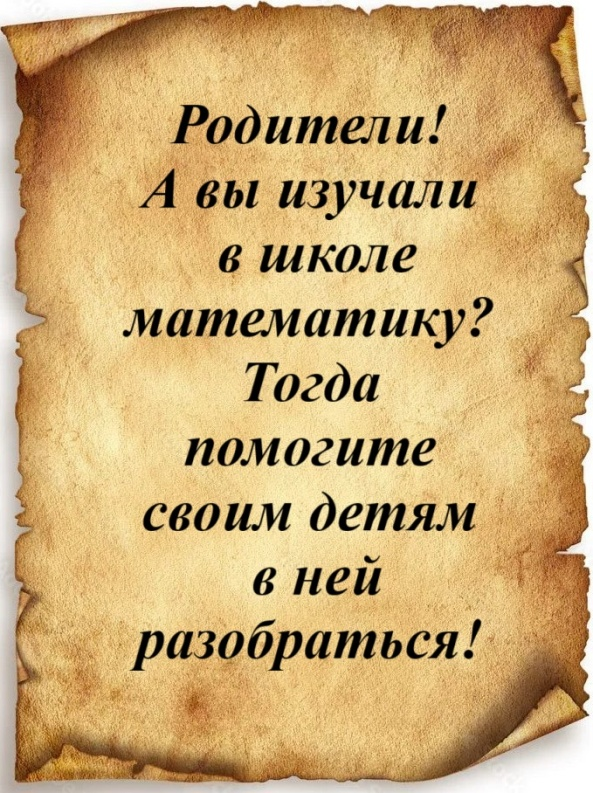 Родители!
А вы изучали
в школе
математику?
Тогда
помогите
своим детям
в ней
разобраться!